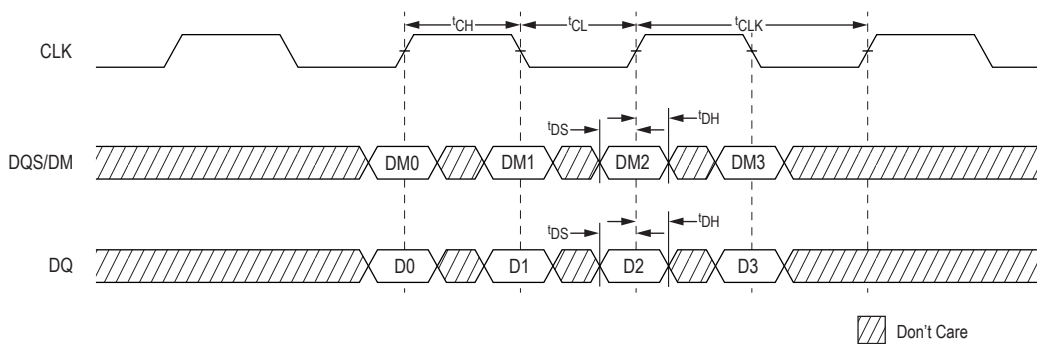 tCH tCL tCLK
CLK
tDS tDH
DQS/DM DM0 DM1 DM2 DM3
tDS tDH
DQ D0 D1 D2 D3
Don't Care